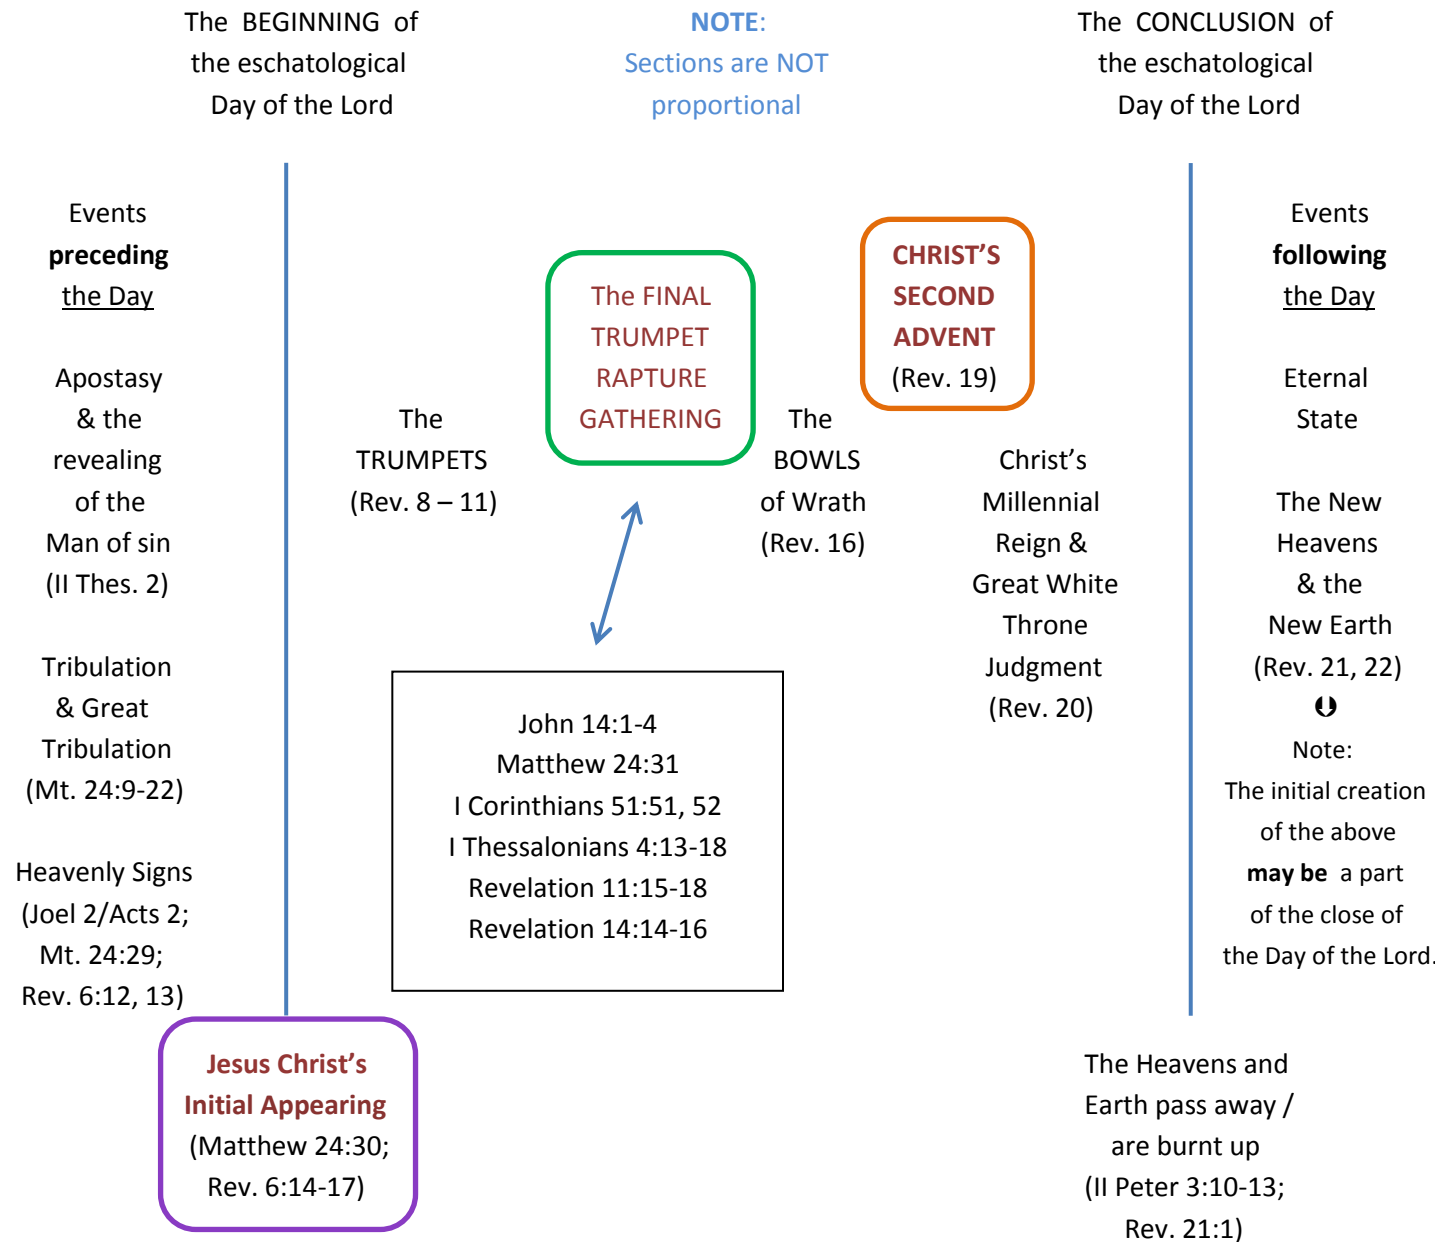 The BEGINNING of
the eschatological
Day of the Lord
NOTE:
Sections are NOT
proportional
The CONCLUSION of
the eschatological
Day of the Lord
Events
preceding
the Day
Apostasy
& the
revealing
of the
Man of sin
(II Thes. 2)
Tribulation
& Great
Tribulation
(Mt. 24:9-22)
Heavenly Signs
(Joel 2/Acts 2;
Mt. 24:29;
Rev. 6:12, 13)
Jesus Christ’s
Initial Appearing
(Matthew 24:30;
Rev. 6:14-17)
The
TRUMPETS
(Rev. 8 – 11)
The FINAL
TRUMPET
RAPTURE
GATHERING
John 14:1-4
Matthew 24:31
I Corinthians 51:51, 52
I Thessalonians 4:13-18
Revelation 11:15-18
Revelation 14:14-16
The
BOWLS
of Wrath
(Rev. 16)
CHRIST’S
SECOND
ADVENT
(Rev. 19)
Christ’s
Millennial
Reign &
Great White
Throne
Judgment
(Rev. 20)
Events
following
the Day
Eternal
State
The New
Heavens
& the
New Earth
(Rev. 21, 22)
Note:
The initial creation
of the above
may be a part
of the close of
the Day of the Lord.
The Heavens and
Earth pass away /
are burnt up
(II Peter 3:10-13;
Rev. 21:1)